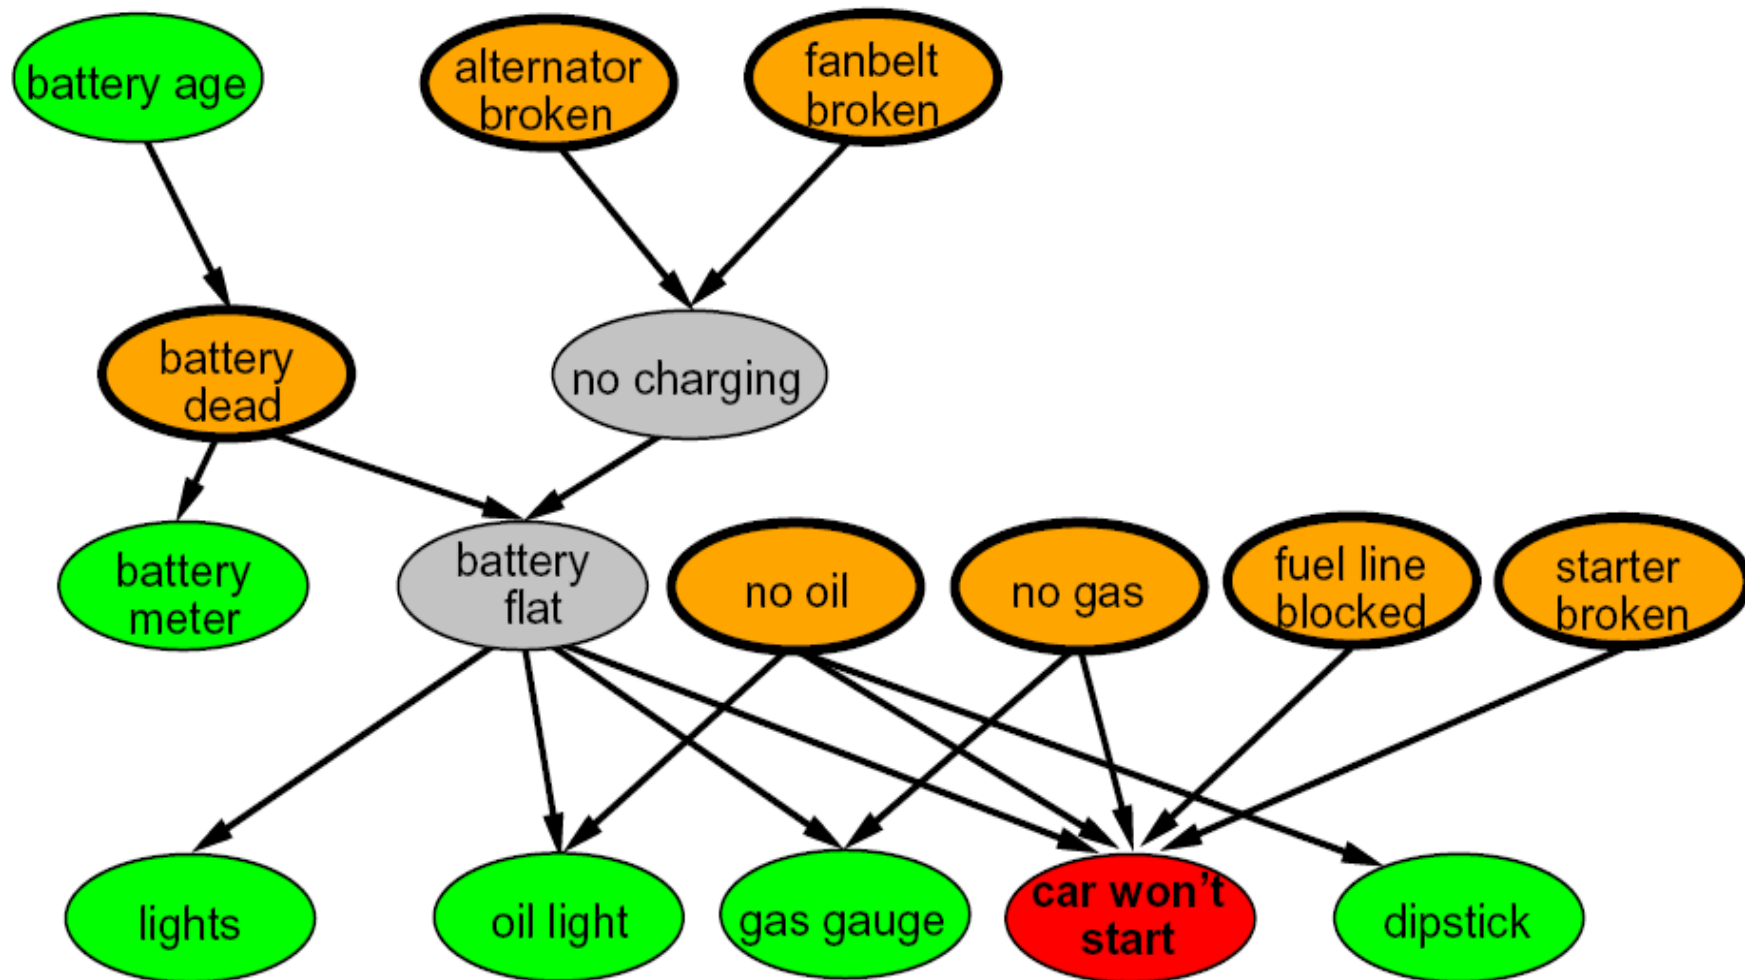 battery age
alternator
broken
fanbelt
broken
battery
dead
no charging
battery
meter
battery
flat
no oil
no gas
fuel line
blocked
starter
broken
lights
oil light
gas gauge
car won't
start
dipstick